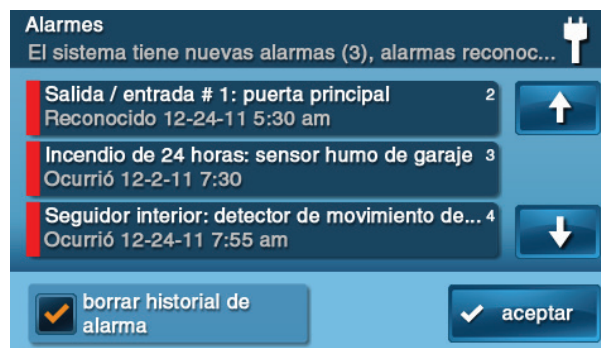 Alarmes
El sistema tiene nuevas alarmas (3), alarmas reconoc...
Salida / entrada # 1: puerta principal 2
Reconocido 12-24-11 5:30 am
Incendio de 24 horas: sensor humo de garaje 3
Ocurrió 12-2-11 7:30
Seguidor interior: detector de movimiento de... 4
Ocurrió 12-24-11 7:55 am
borrar historial de
alarma
aceptar